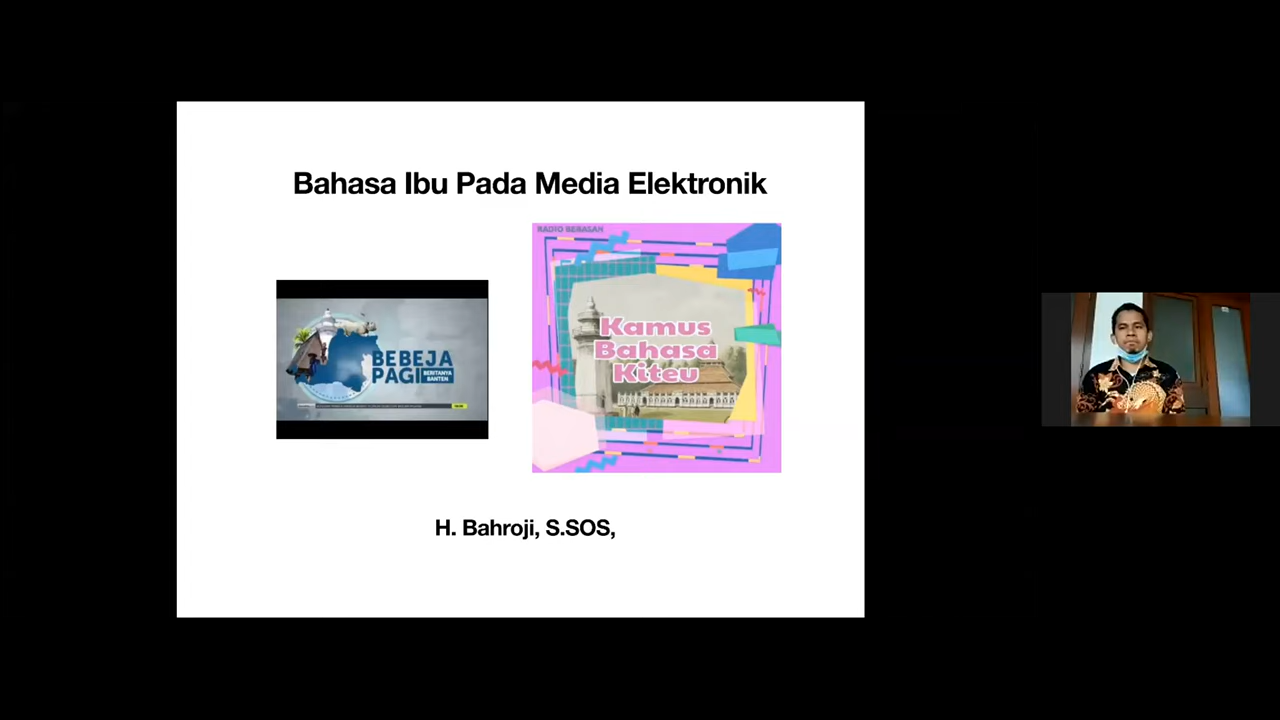 Bahasa Ibu Pada Media Elektronik
RADIO BEBASAN
Kamus
Bahasa
Kiteu
BEBEJA
PAGI
BERITANYA
BANTEN
H. Bahroji, S.SOS,